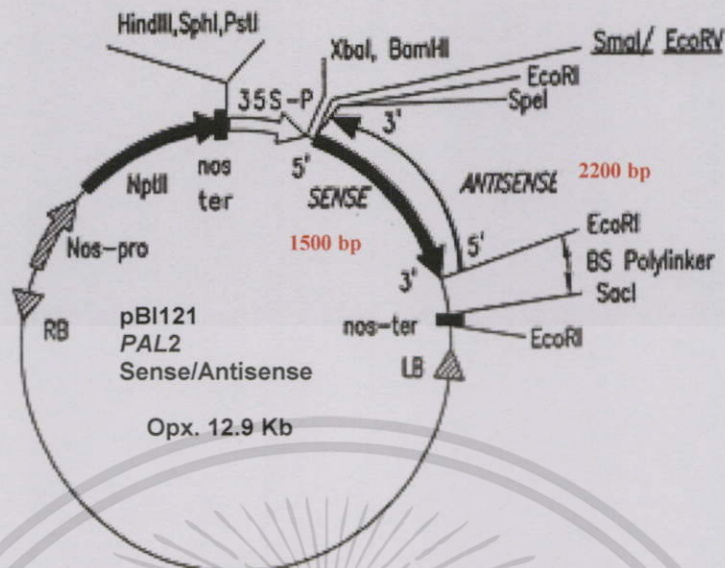 HindIII,SphI,PstI
XbaI, BamHI
SmaI/ EcoRV
EcoRI
SpeI
35S-P
3'
5'
NptII
nos
ter
SENSE
ANTISENSE
2200 bp
1500 bp
Nos-pro
EcoRI
5'
BS Polylinker
3'
SacI
RB
pBI121
PAL2
Sense/Antisense
nos-ter
EcoRI
LB
Opx. 12.9 Kb